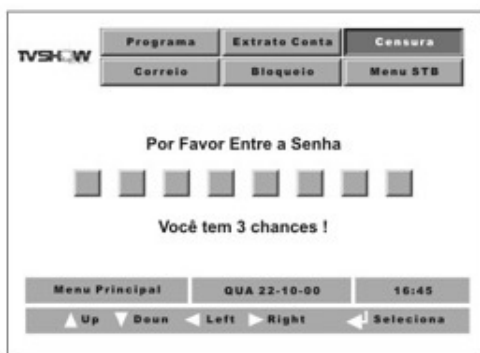 TVSHOW
Programa Extrato Conta Censura
Correio Bloqueio Menu STB
Por Favor Entre a Senha
Você tem 3 chances !
Menu Principal QUA 22-10-00 16:45
Up Doun Left Right Seleciona